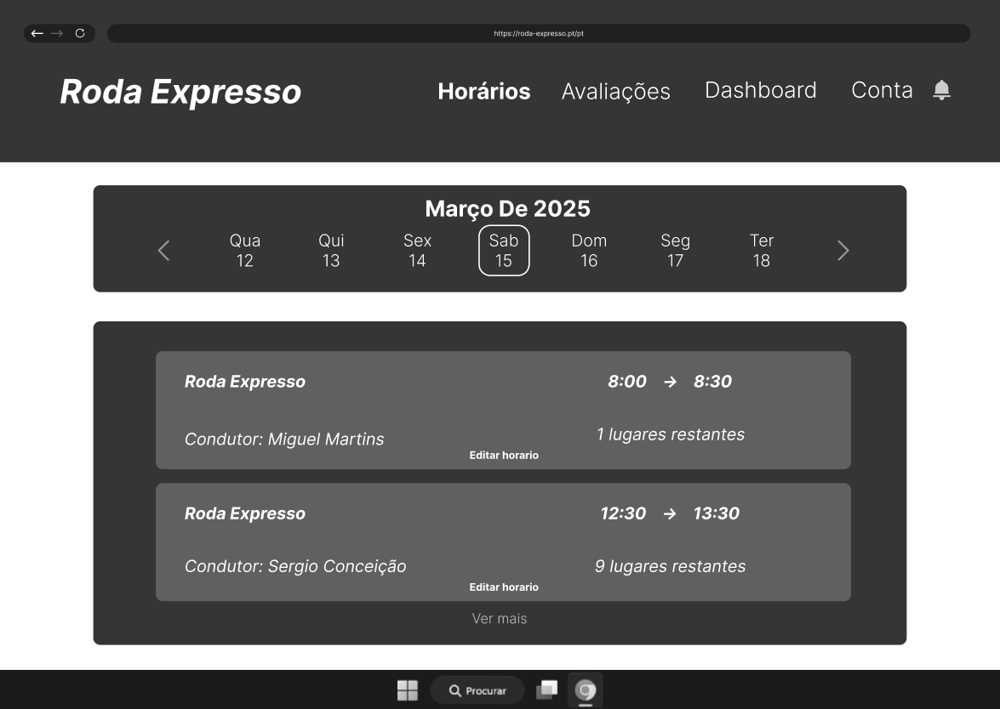 https://roda-expresso.pt/pt
Roda Expresso
Horários Avaliações Dashboard Conta
Março De 2025
Qua Qui Sex Sab Dom Seg Ter
12 13 14 15 16 17 18
Roda Expresso 8:00 → 8:30
Condutor: Miguel Martins 1 lugares restantes
Editar horario
Roda Expresso 12:30 → 13:30
Condutor: Sergio Conceição 9 lugares restantes
Editar horario
Ver mais
Procurar